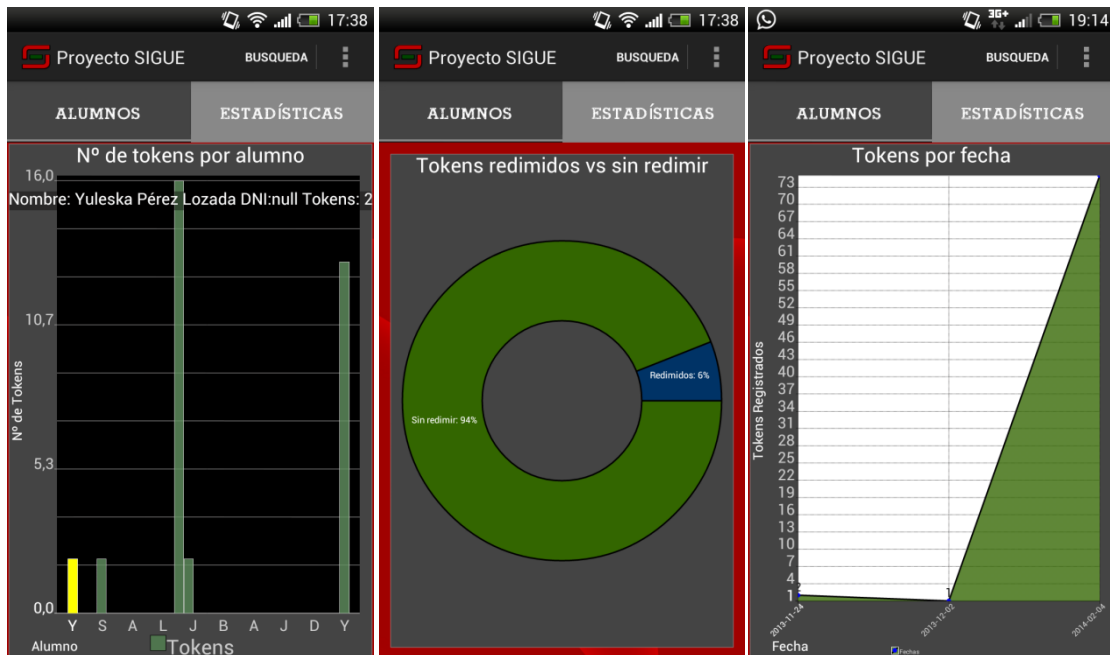 17:38
Proyecto SIGUE BUSQUEDA
ALUMNOS ESTADÍSTICAS
Nº de tokens por alumno
16,0
Nombre: Yuleska Pérez Lozada DNI:null Tokens: 2
10,7
Nº de Tokens
5,3
0,0
Y S A L J B A J D Y
Alumno Tokens
17:38
Proyecto SIGUE BUSQUEDA
ALUMNOS ESTADÍSTICAS
Tokens redimidos vs sin redimir
Redimidos: 6%
Sin redimir: 94%
3G+ 19:14
Proyecto SIGUE BUSQUEDA
ALUMNOS ESTADÍSTICAS
Tokens por fecha
73
70
67
64
61
58
55
52
49
46
43
40
37
34
31
28
25
22
19
16
13
10
7
4
1
Tokens Registrados
1
2013-11-24 2013-12-02 2014-02-04
Fecha Fechas